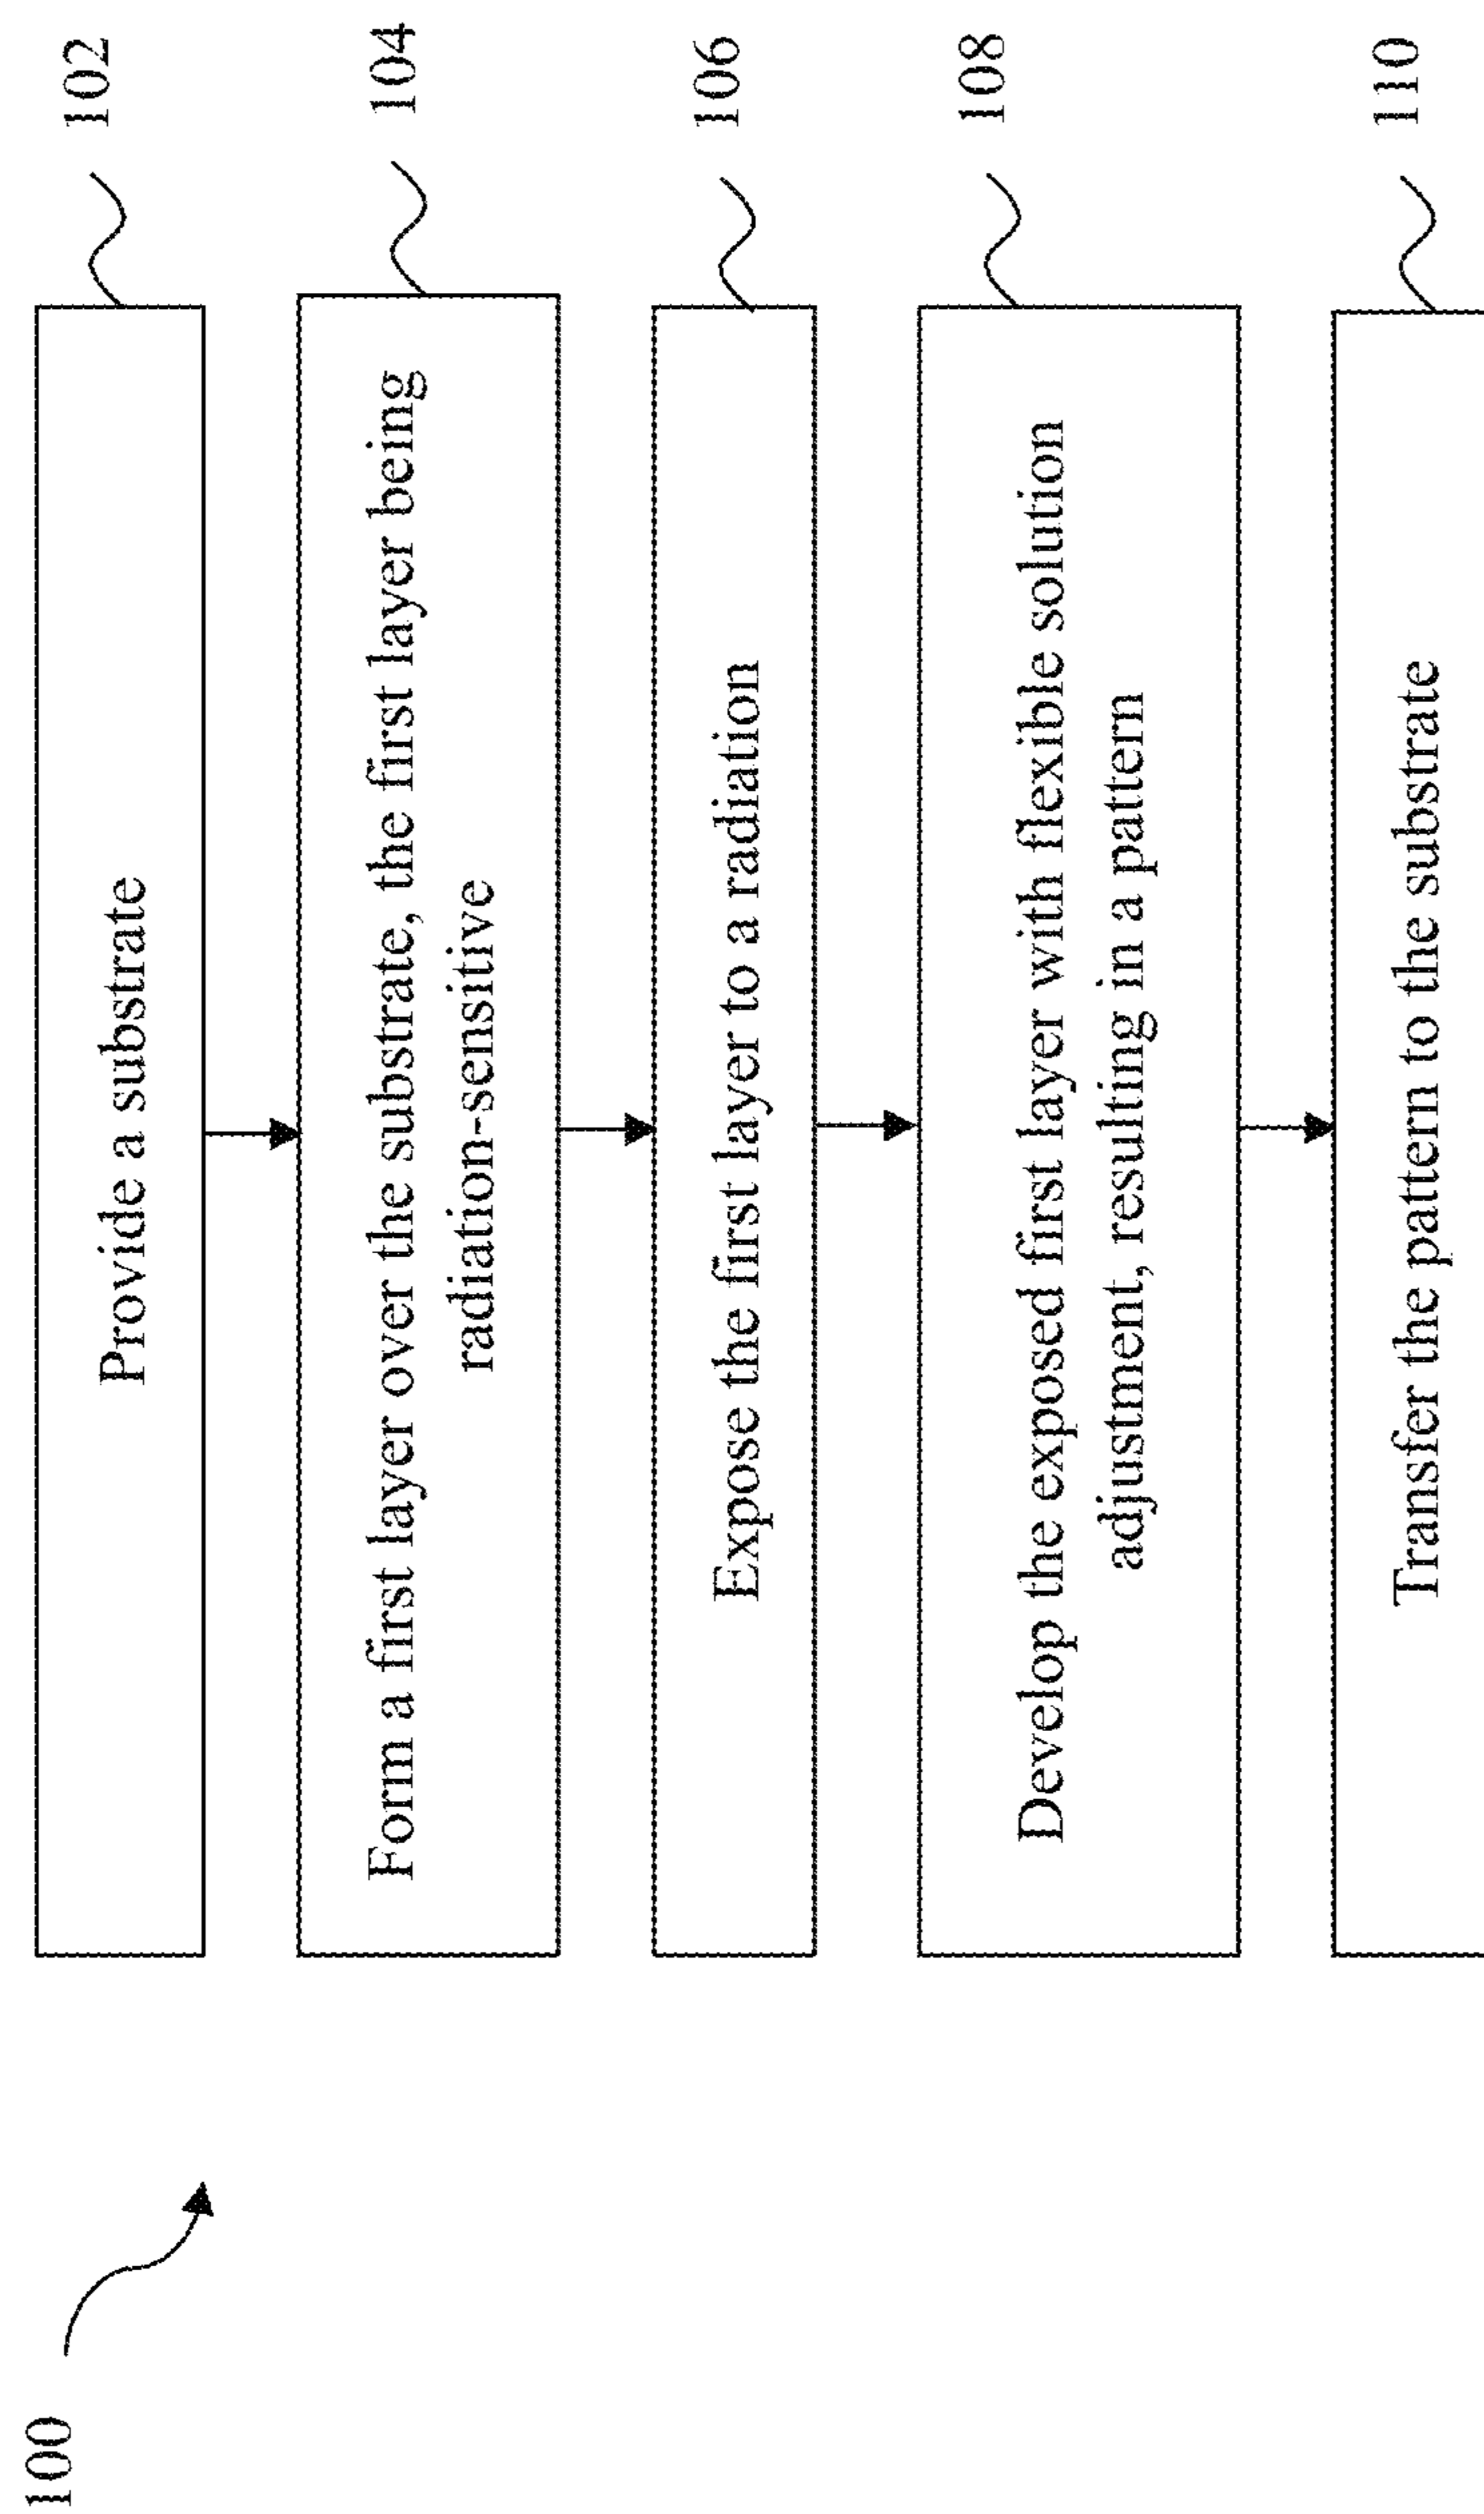 100
102
Provide a substrate
104
Form a first layer over the substrate, the first layer being
radiation-sensitive
106
Expose the first layer to a radiation
108
Develop the exposed first layer with flexible solution
adjustment, resulting in a pattern
110
Transfer the pattern to the substrate